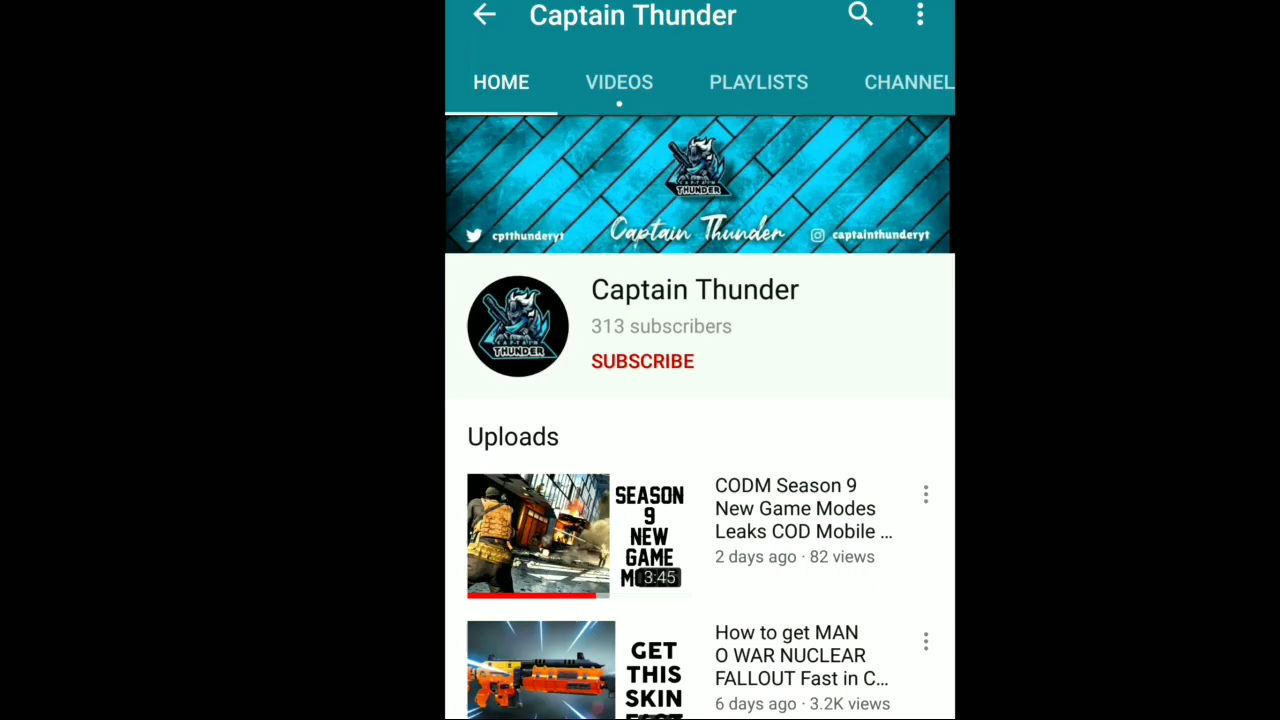 Captain Thunder
HOME VIDEOS PLAYLISTS CHANNEL
CAPTAIN
THUNDER
cptthunderyt Captain Thunder captainthunderyt
Captain Thunder
313 subscribers
CAPTAIN
THUNDER
SUBSCRIBE
Uploads
SEASON
9
NEW
GAME
3:45
CODM Season 9
New Game Modes
Leaks COD Mobile ...
2 days ago · 82 views
GET
THIS
SKIN
How to get MAN
O WAR NUCLEAR
FALLOUT Fast in C...
6 days ago · 3.2K views